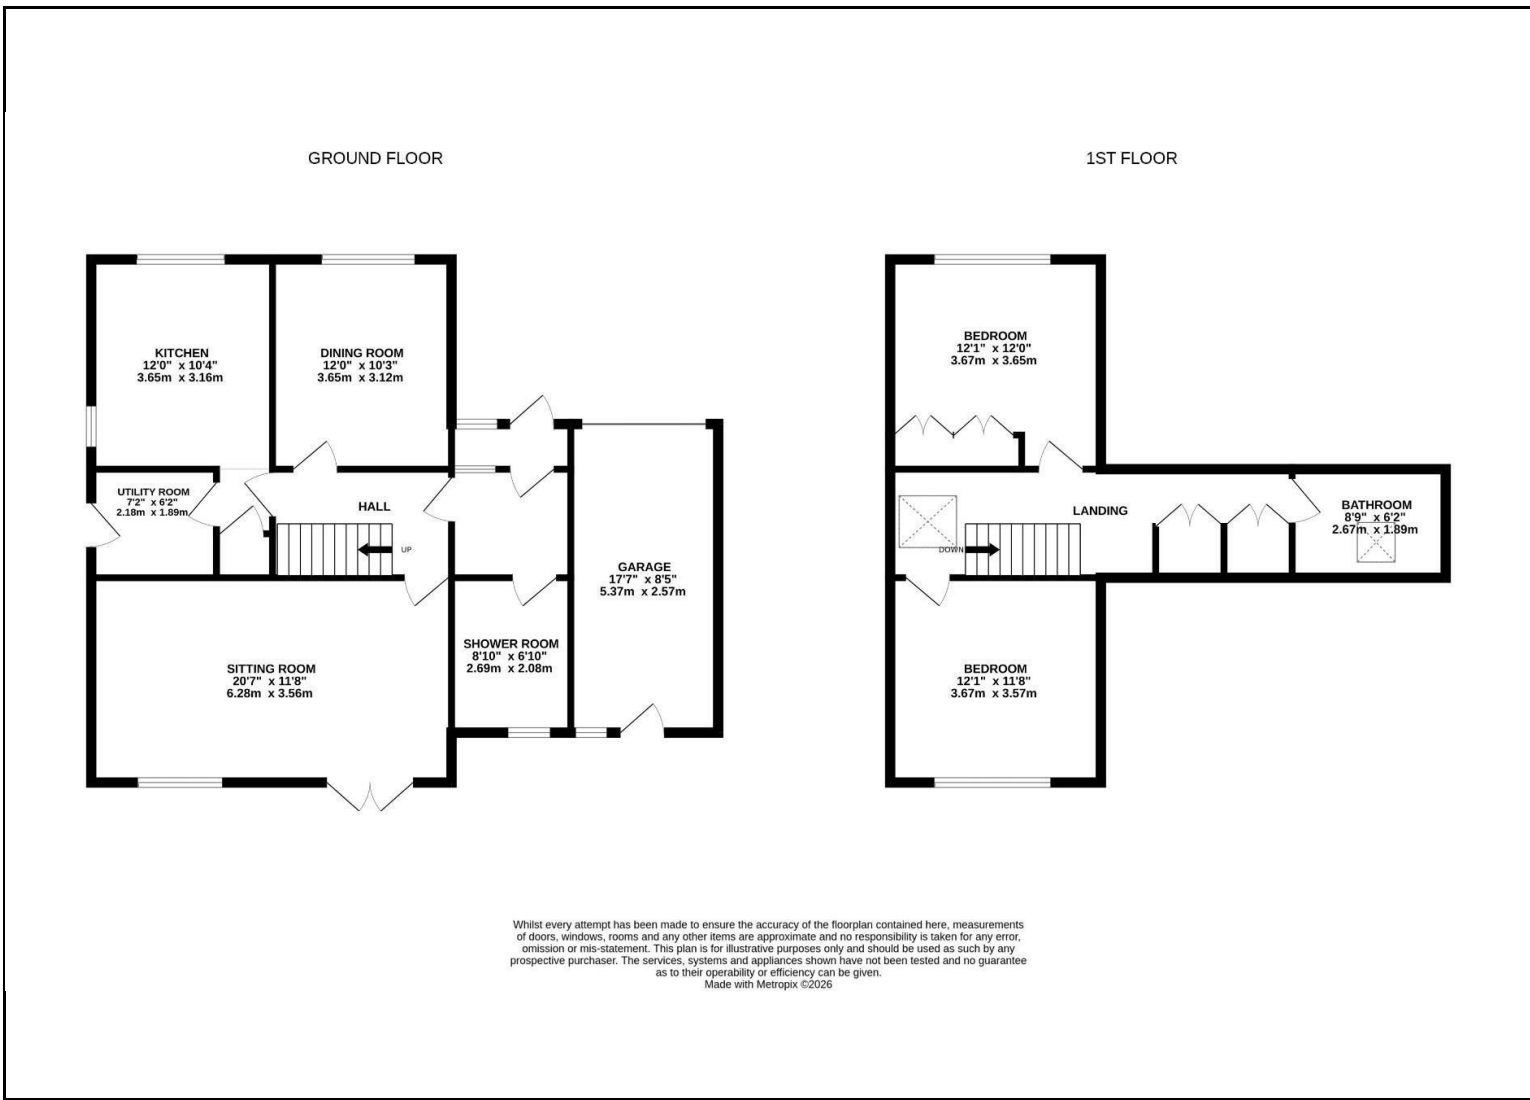 GROUND FLOOR
1ST FLOOR
KITCHEN
12'0" x 10'4"
3.65m x 3.16m
DINING ROOM
12'0" x 10'3"
3.65m x 3.12m
UTILITY ROOM
7'2" x 6'2"
2.18m x 1.89m
HALL
UP
SITTING ROOM
20'7" x 11'8"
6.28m x 3.56m
SHOWER ROOM
8'10" x 6'10"
2.69m x 2.08m
GARAGE
17'7" x 8'5"
5.37m x 2.57m
BEDROOM
12'1" x 12'0"
3.67m x 3.65m
LANDING
DOWN
BATHROOM
8'9" x 6'2"
2.67m x 1.89m
BEDROOM
12'1" x 11'8"
3.67m x 3.57m
Whilst every attempt has been made to ensure the accuracy of the floorplan contained here, measurements
of doors, windows, rooms and any other items are approximate and no responsibility is taken for any error,
omission or mis-statement. This plan is for illustrative purposes only and should be used as such by any
prospective purchaser. The services, systems and appliances shown have not been tested and no guarantee
as to their operability or efficiency can be given.
Made with Metropix ©2026